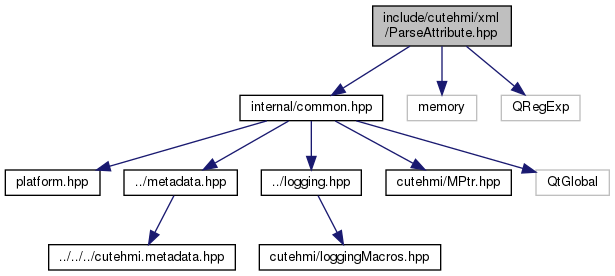 include/cutehmi/xml
/ParseAttribute.hpp
internal/common.hpp
memory
QRegExp
platform.hpp
../metadata.hpp
../logging.hpp
cutehmi/MPtr.hpp
QtGlobal
../../../cutehmi.metadata.hpp
cutehmi/loggingMacros.hpp